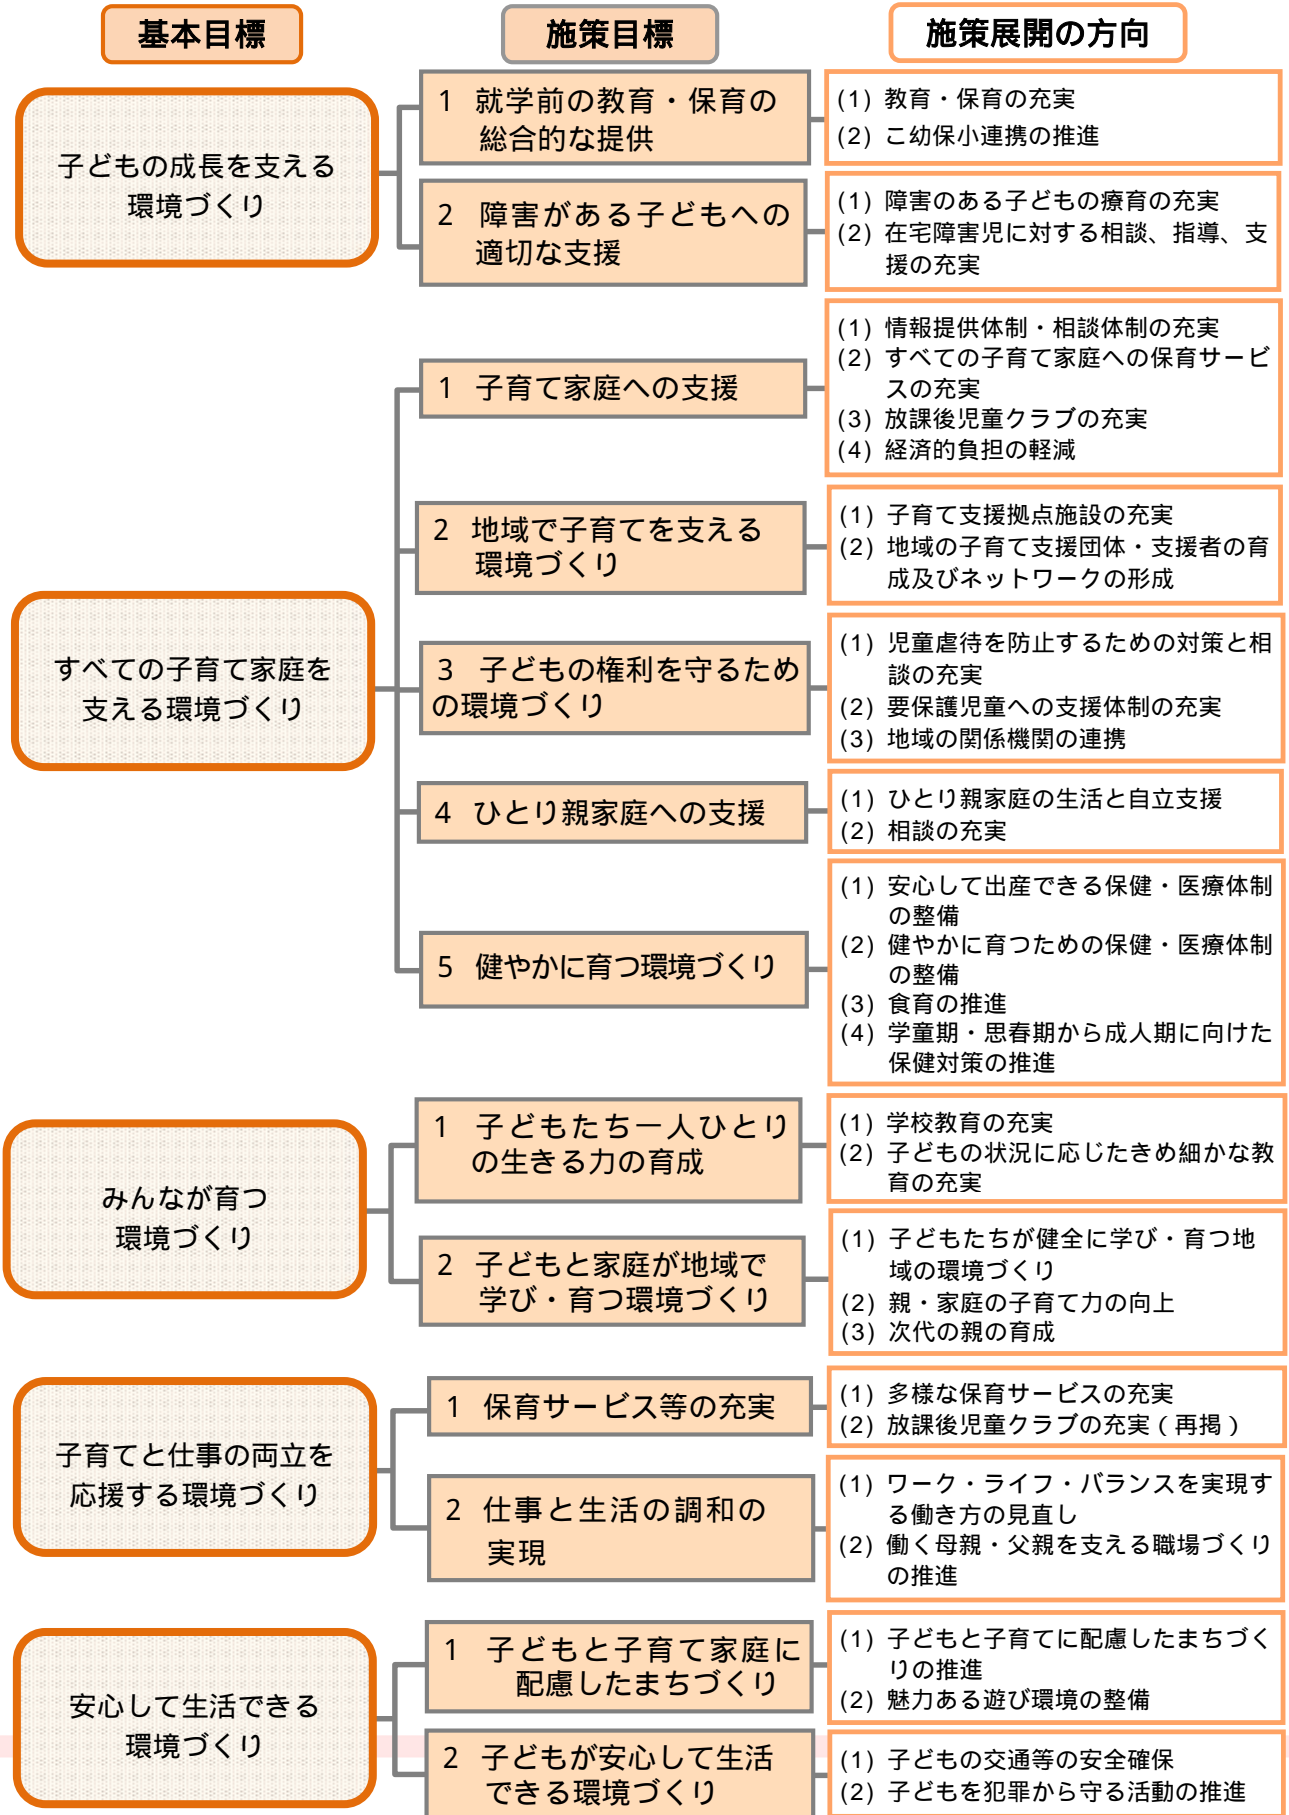 基本目標
施策目標
施策展開の方向
子どもの成長を支える
環境づくり
1 就学前の教育・保育の
総合的な提供
(1) 教育・保育の充実
(2) こ幼保小連携の推進
2 障害がある子どもへの
適切な支援
(1) 障害のある子どもの療育の充実
(2) 在宅障害児に対する相談、指導、支
援の充実
すべての子育て家庭を
支える環境づくり
1 子育て家庭への支援
(1) 情報提供体制・相談体制の充実
(2) すべての子育て家庭への保育サービ
スの充実
(3) 放課後児童クラブの充実
(4) 経済的負担の軽減
2 地域で子育てを支える
環境づくり
(1) 子育て支援拠点施設の充実
(2) 地域の子育て支援団体・支援者の育
成及びネットワークの形成
3 子どもの権利を守るため
の環境づくり
(1) 児童虐待を防止するための対策と相
談の充実
(2) 要保護児童への支援体制の充実
(3) 地域の関係機関の連携
4 ひとり親家庭への支援
(1) ひとり親家庭の生活と自立支援
(2) 相談の充実
5 健やかに育つ環境づくり
(1) 安心して出産できる保健・医療体制
の整備
(2) 健やかに育つための保健・医療体制
の整備
(3) 食育の推進
(4) 学童期・思春期から成人期に向けた
保健対策の推進
みんなが育つ
環境づくり
1 子どもたち一人ひとり
の生きる力の育成
(1) 学校教育の充実
(2) 子どもの状況に応じたきめ細かな教
育の充実
2 子どもと家庭が地域で
学び・育つ環境づくり
(1) 子どもたちが健全に学び・育つ地
域の環境づくり
(2) 親・家庭の子育て力の向上
(3) 次代の親の育成
子育てと仕事の両立を
応援する環境づくり
1 保育サービス等の充実
(1) 多様な保育サービスの充実
(2) 放課後児童クラブの充実(再掲)
2 仕事と生活の調和の
実現
(1) ワーク・ライフ・バランスを実現す
る働き方の見直し
(2) 働く母親・父親を支える職場づくり
の推進
安心して生活できる
環境づくり
1 子どもと子育て家庭に
配慮したまちづくり
(1) 子どもと子育てに配慮したまちづく
りの推進
(2) 魅力ある遊び環境の整備
2 子どもが安心して生活
できる環境づくり
(1) 子どもの交通等の安全確保
(2) 子どもを犯罪から守る活動の推進